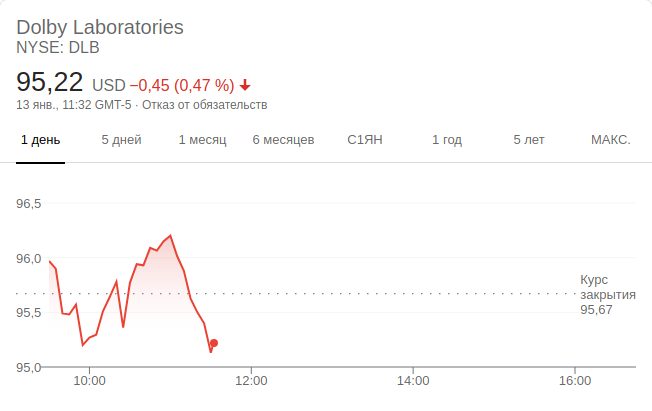 Dolby Laboratories
NYSE: DLB
95,22 USD −0,45 (0,47 %)
13 янв., 11:32 GMT-5 · Отказ от обязательств
1 день 5 дней 1 месяц 6 месяцев С1ЯН 1 год 5 лет МАКС.
96,5
96,0
Курс
закрытия
95,67
95,5
95,0
10:00 12:00 14:00 16:00